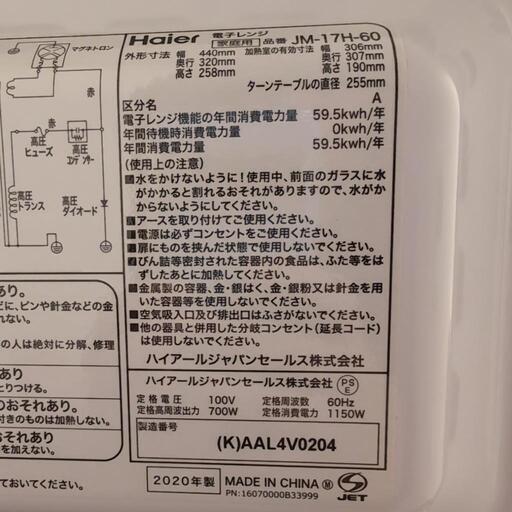 マグネトロン
赤
高圧
ヒューズ
高圧
コンデンサー
赤
高圧
トランス
高圧
ダイオード
Haier 電子レンジ 家庭用 品番 JM-17H-60
外形寸法 幅 440mm 加熱室の有効寸法 幅 306mm
奥行 320mm 奥行 307mm
高さ 258mm 高さ 190mm
ターンテーブルの直径 255mm
区分名 A
電子レンジ機能の年間消費電力量 59.5kwh/年
年間待機時消費電力量 0kwh/年
年間消費電力量 59.5kwh/年
(使用上の注意)
■水をかけないように!使用中、前面のガラスに水
がかかると割れるおそれがありますので、水がか
からないようにしてください。
■アースを取り付けてご使用ください。
■電源は必ずコンセントをご使用ください。
■扉にものを挟んだ状態で使用しないでください。
■びん詰等密封された容器内の食品は、ふた等をは
ずしたあとに加熱してください。
■金属製の容器、金・銀はく、金・銀粉又は針金を用
いた容器等を使用しないでください。
■空気吸入口及び排出口はふさがないでください。
■他の器具と併用した分岐コンセント(延長コード)
は使用しないでください。
ハイアールジャパンセールス株式会社
ハイアールジャパンセールス株式会社 PSE
定格電圧 100V 定格周波数 60Hz
定格高周波出力 700W 定格消費電力 1150W
製造番号
(K)AAL4V0204
2020年製 MADE IN CHINA M
PN:16070000B33999 JET
あり。
に、ピンや針金などの金
れない。
の人は絶対に分解、修理
あり
とりつける。
のおそれあり
付きのものは加熱しない。
おそれあり
ておいてください。